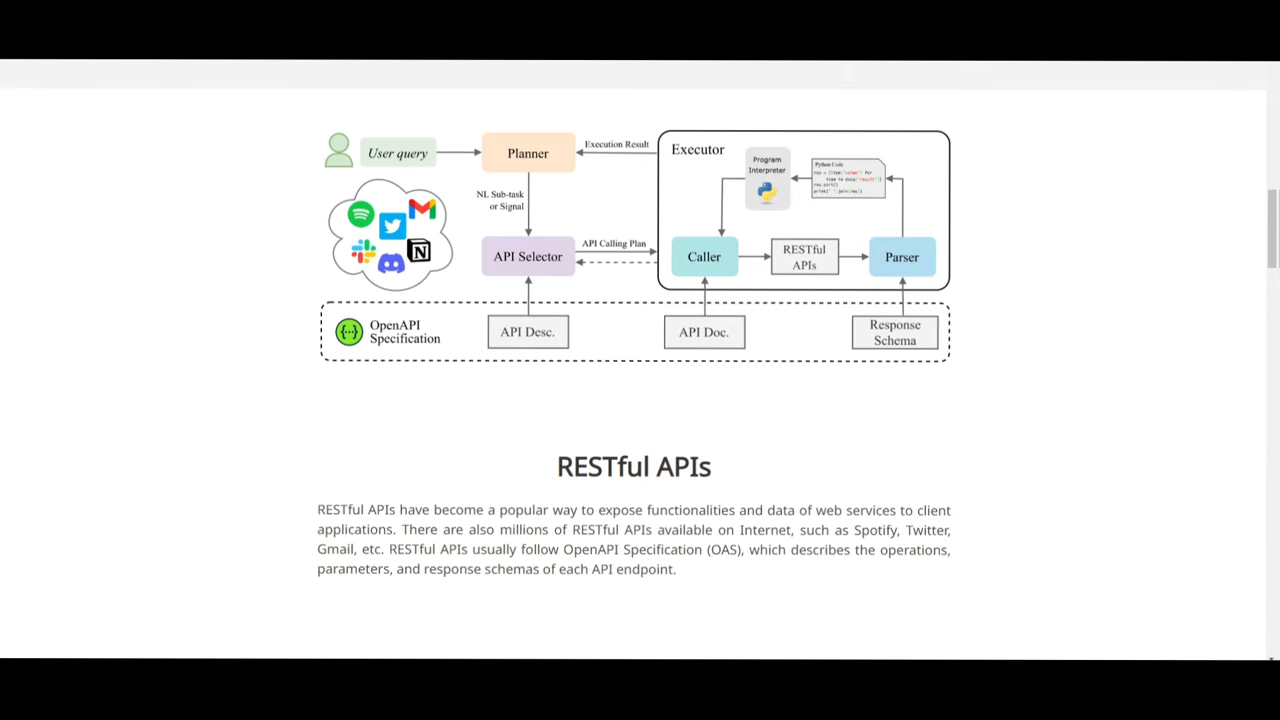 User query
Planner
Execution Result
Executor
Program
Interpreter
Python Code
NL Sub-task
or Signal
API Selector
API Calling Plan
Caller
RESTful
APIs
Parser
OpenAPI
Specification
API Desc.
API Doc.
Response
Schema
RESTful APIs
RESTful APIs have become a popular way to expose functionalities and data of web services to client
applications. There are also millions of RESTful APIs available on Internet, such as Spotify, Twitter,
Gmail, etc. RESTful APIs usually follow OpenAPI Specification (OAS), which describes the operations,
parameters, and response schemas of each API endpoint.